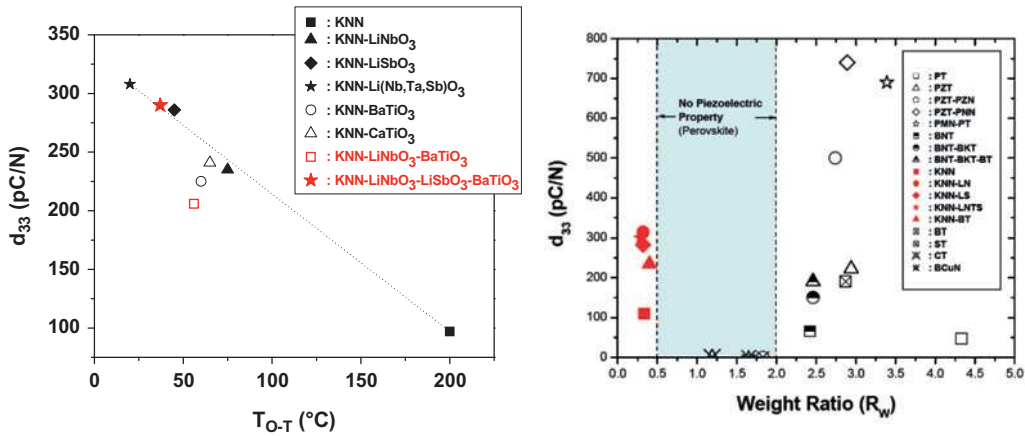 350
300
250
200
150
100
50
0
50
100
150
200
250
d33 (pC/N)
TO-T (°C)
: KNN
: KNN-LiNbO3
: KNN-LiSbO3
: KNN-Li(Nb,Ta,Sb)O3
: KNN-BaTiO3
: KNN-CaTiO3
: KNN-LiNbO3-BaTiO3
: KNN-LiNbO3-LiSbO3-BaTiO3
800
700
600
500
400
300
200
100
0
0.0
0.5
1.0
1.5
2.0
2.5
3.0
3.5
4.0
4.5
5.0
d33 (pC/N)
Weight Ratio (RW)
No Piezoelectric
Property
(Perovskite)
: PT
: PZT
: PZT-PZN
: PZT-PNN
: PMN-PT
: BNT
: BNT-BKT
: BNT-BKT-BT
: KNN
: KNN-LN
: KNN-LS
: KNN-LNTS
: KNN-BT
: BT
: ST
: CT
: BCuN